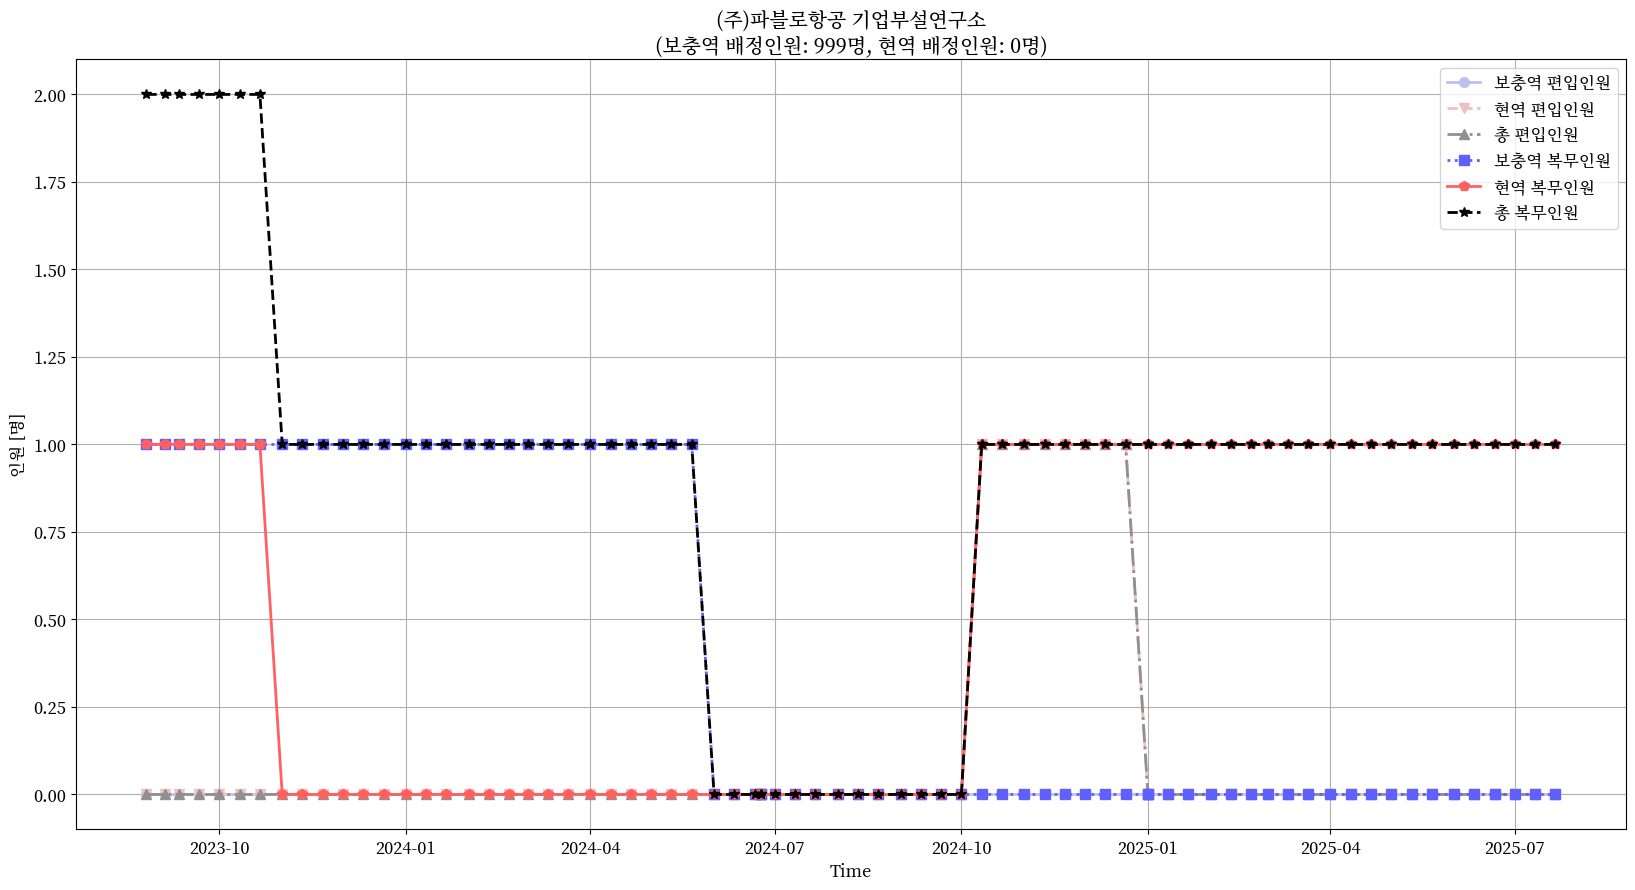 (주)파블로항공 기업부설연구소
(보충역 배정인원: 999명, 현역 배정인원: 0명)
보충역 편입인원
현역 편입인원
총 편입인원
보충역 복무인원
현역 복무인원
총 복무인원
인원 [명]
2.00
1.75
1.50
1.25
1.00
0.75
0.50
0.25
0.00
2023-10
2024-01
2024-04
2024-07
2024-10
2025-01
2025-04
2025-07
Time